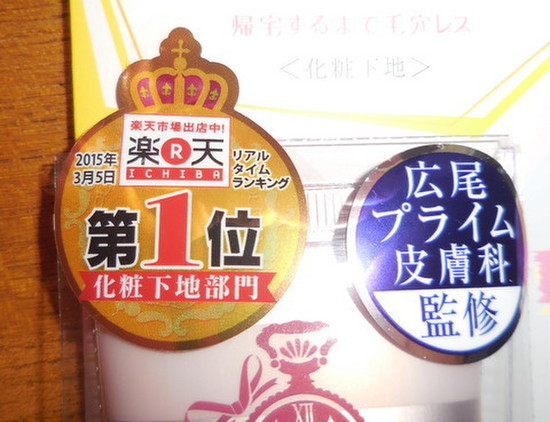 帰宅するまで毛穴レス
＜化粧下地＞
楽天市場出店中!
楽R天
ICHIBA
2015年
3月5日
リアル
タイム
ランキング
第1位
化粧下地部門
広尾
プライム
皮膚科
監修
XII